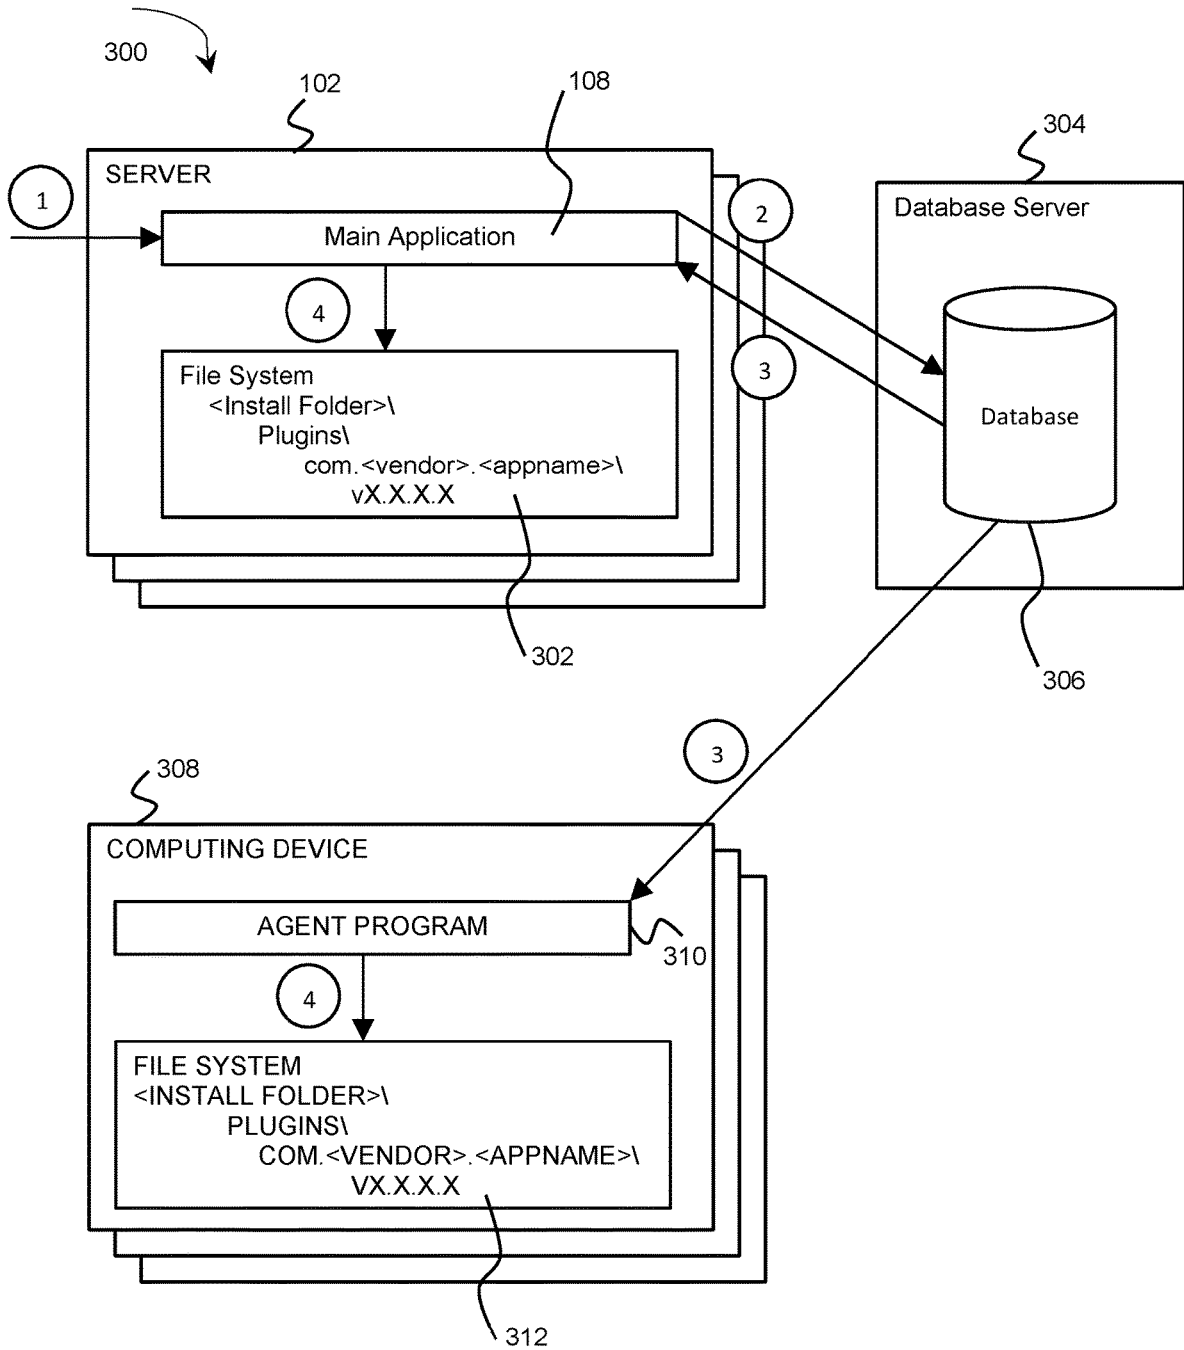 300
102
108
304
SERVER
1
2
Database Server
Main Application
4
3
File System
<Install Folder>\
Plugins\
com.<vendor>.<appname>\
vX.X.X.X
Database
302
306
3
308
COMPUTING DEVICE
AGENT PROGRAM
310
4
FILE SYSTEM
<INSTALL FOLDER>\
PLUGINS\
COM.<VENDOR>.<APPNAME>\
VX.X.X.X
312